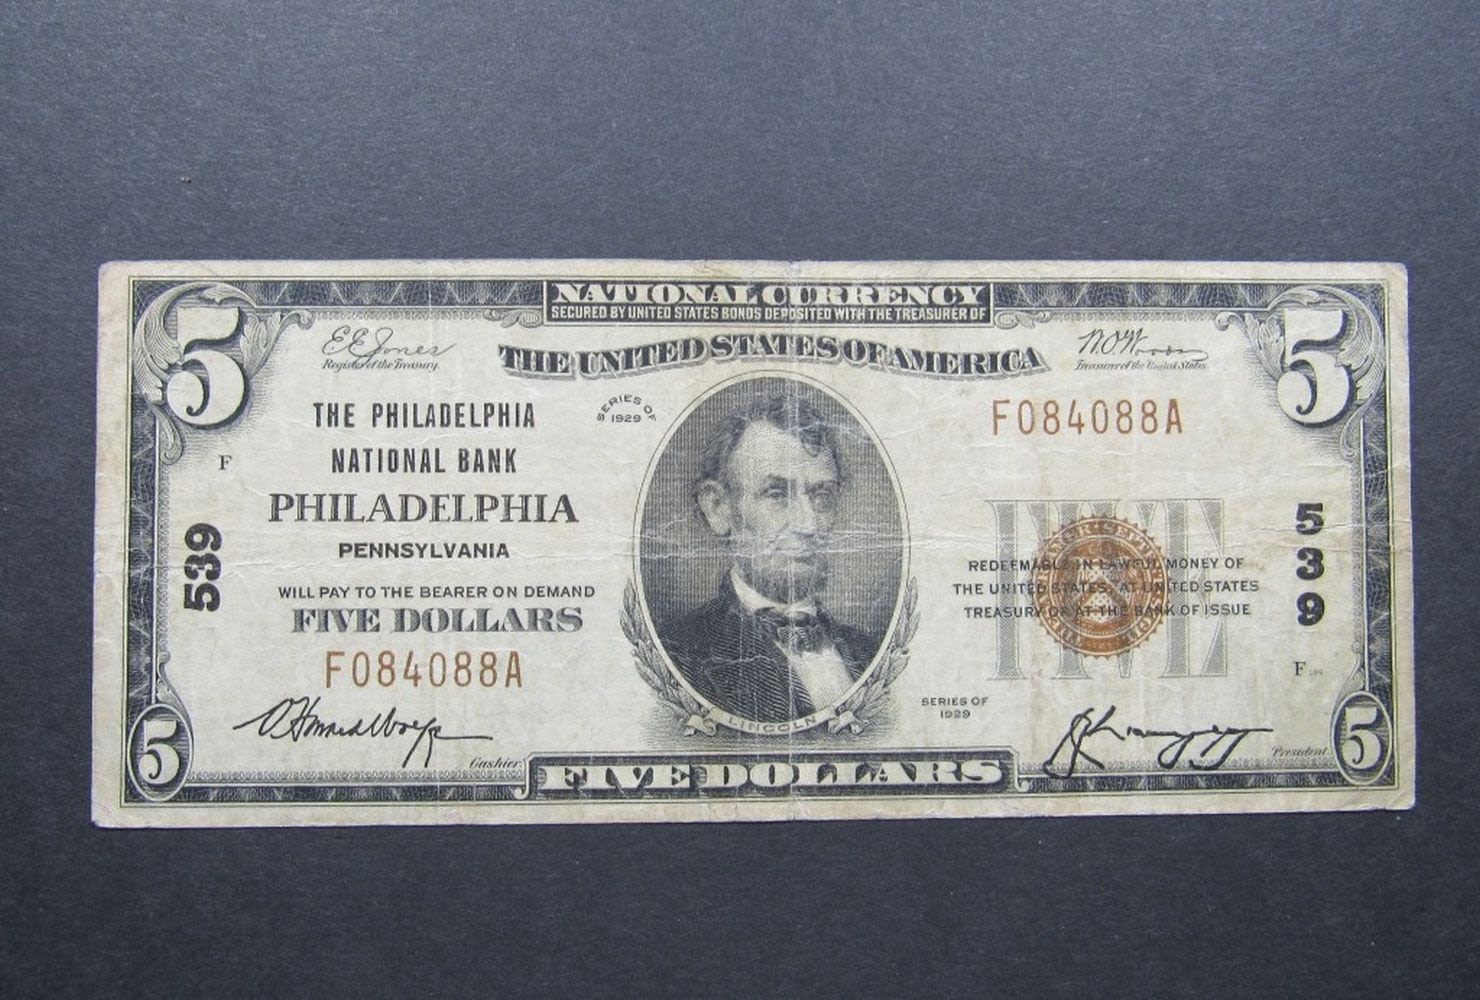 NATIONAL CURRENCY
SECURED BY UNITED STATES BONDS DEPOSITED WITH THE TREASURER OF
THE UNITED STATES OF AMERICA
5
5
E.E. Jones
Register of the Treasury.
W.O. Woods
Treasurer of the United States.
SERIES OF
1929
THE PHILADELPHIA
NATIONAL BANK
F
PHILADELPHIA
PENNSYLVANIA
F084088A
539
539
WILL PAY TO THE BEARER ON DEMAND
FIVE DOLLARS
F084088A
FIVE
REDEEMABLE IN LAWFUL MONEY OF
THE UNITED STATES AT UNITED STATES
TREASURY OR AT THE BANK OF ISSUE
F
LINCOLN
SERIES OF
1929
5
5
Cashier.
President.
FIVE DOLLARS